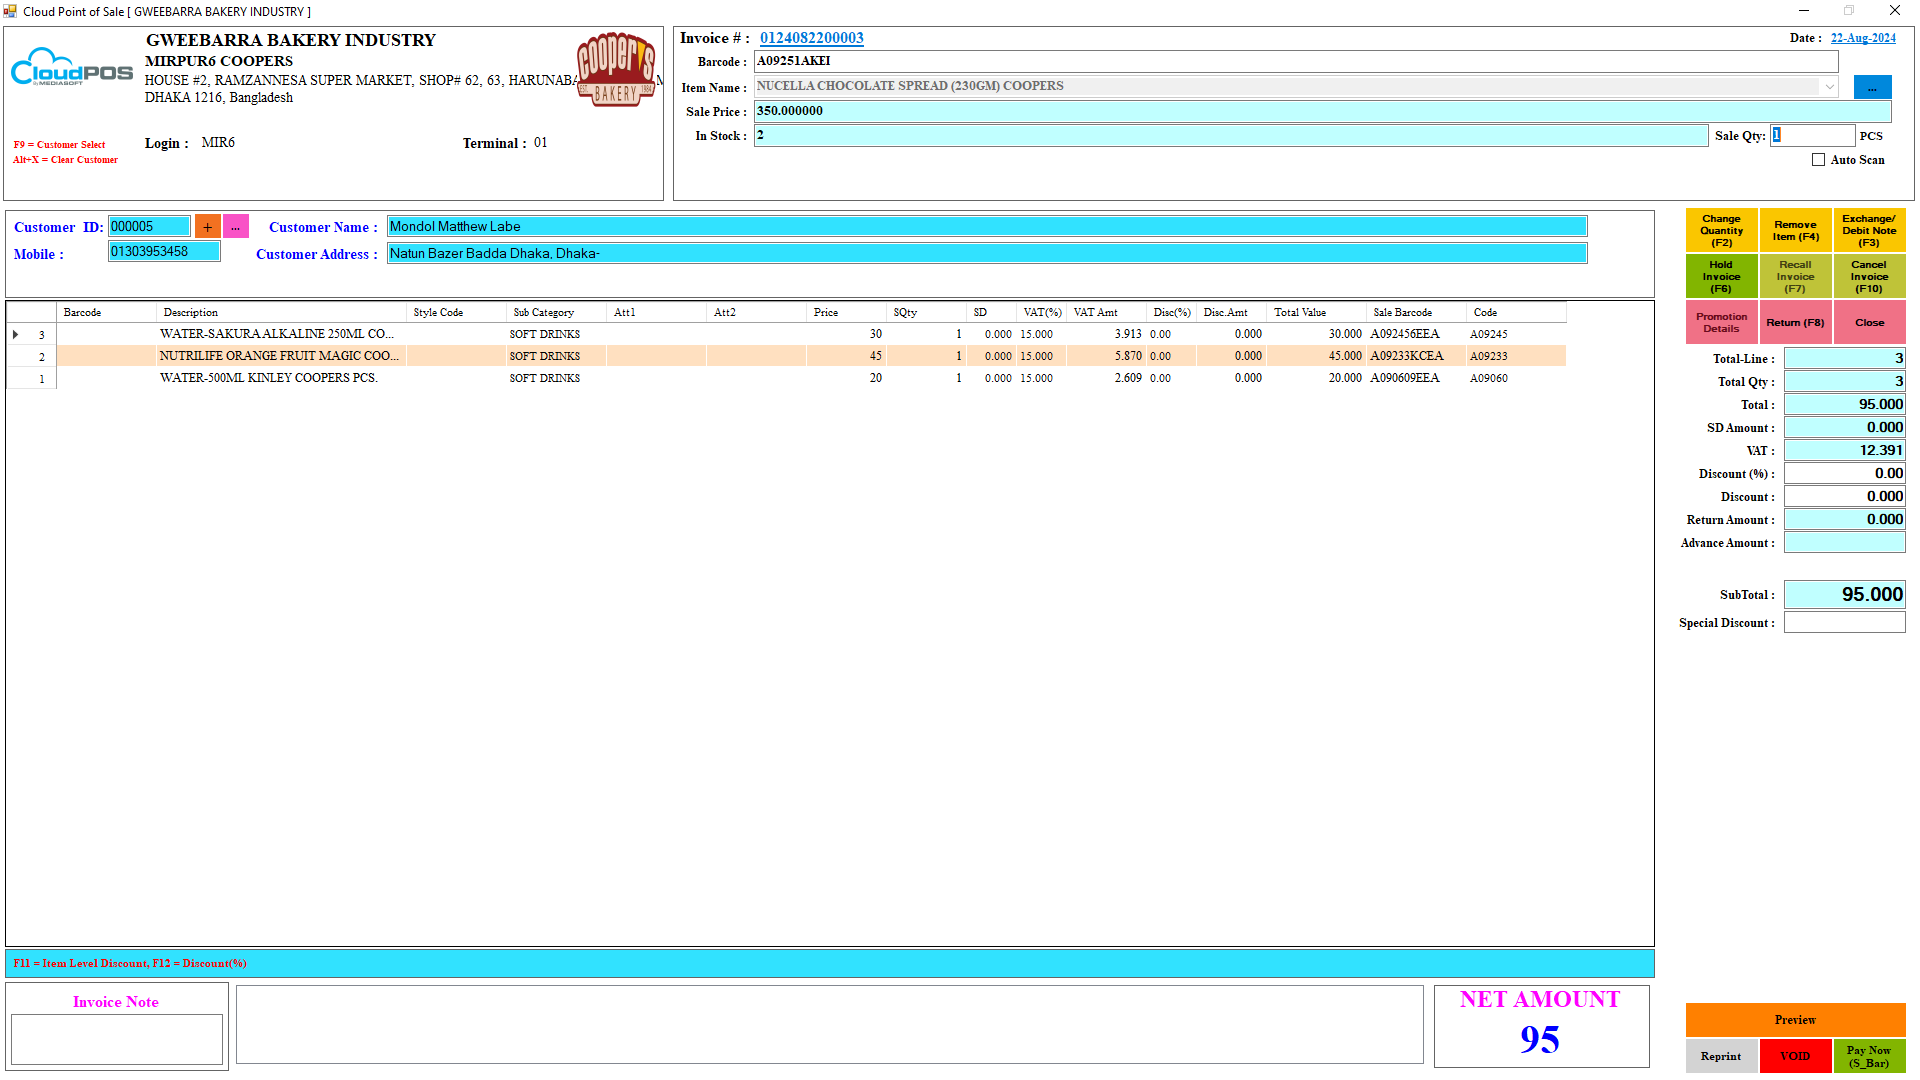 Cloud Point of Sale [ GWEEBARRA BAKERY INDUSTRY ]
CloudPOS
By MEDIASOFT
GWEEBARRA BAKERY INDUSTRY
MIRPUR6 COOPERS
HOUSE #2, RAMZANNESA SUPER MARKET, SHOP# 62, 63, HARUNABA
DHAKA 1216, Bangladesh
Cooper's
EST. BAKERY 1984
F9 = Customer Select
Alt+X = Clear Customer
Login : MIR6
Terminal : 01
Invoice # : 0124082200003
Date : 22-Aug-2024
Barcode : A09251AKEI
Item Name : NUCELLA CHOCOLATE SPREAD (230GM) COOPERS ...
Sale Price : 350.000000
In Stock : 2
Sale Qty: 1 PCS
Auto Scan
Customer ID: 000005 + ...
Customer Name : Mondol Matthew Labe
Mobile : 01303953458
Customer Address : Natun Bazer Badda Dhaka, Dhaka-
Barcode Description Style Code Sub Category Att1 Att2 Price SQty SD VAT(%) VAT Amt Disc(%) Disc.Amt Total Value Sale Barcode Code
3 WATER-SAKURA ALKALINE 250ML CO... SOFT DRINKS 30 1 0.000 15.000 3.913 0.00 0.000 30.000 A092456EEA A09245
2 NUTRILIFE ORANGE FRUIT MAGIC COO... SOFT DRINKS 45 1 0.000 15.000 5.870 0.00 0.000 45.000 A09233KCEA A09233
1 WATER-500ML KINLEY COOPERS PCS. SOFT DRINKS 20 1 0.000 15.000 2.609 0.00 0.000 20.000 A090609EEA A09060
Change Quantity (F2)
Remove Item (F4)
Exchange/ Debit Note (F3)
Hold Invoice (F6)
Recall Invoice (F7)
Cancel Invoice (F10)
Promotion Details
Return (F8)
Close
Total-Line : 3
Total Qty : 3
Total : 95.000
SD Amount : 0.000
VAT : 12.391
Discount (%) : 0.00
Discount : 0.000
Return Amount : 0.000
Advance Amount :
SubTotal : 95.000
Special Discount :
F11 = Item Level Discount, F12 = Discount(%)
Invoice Note
NET AMOUNT
95
Preview
Reprint
VOID
Pay Now (S_Bar)